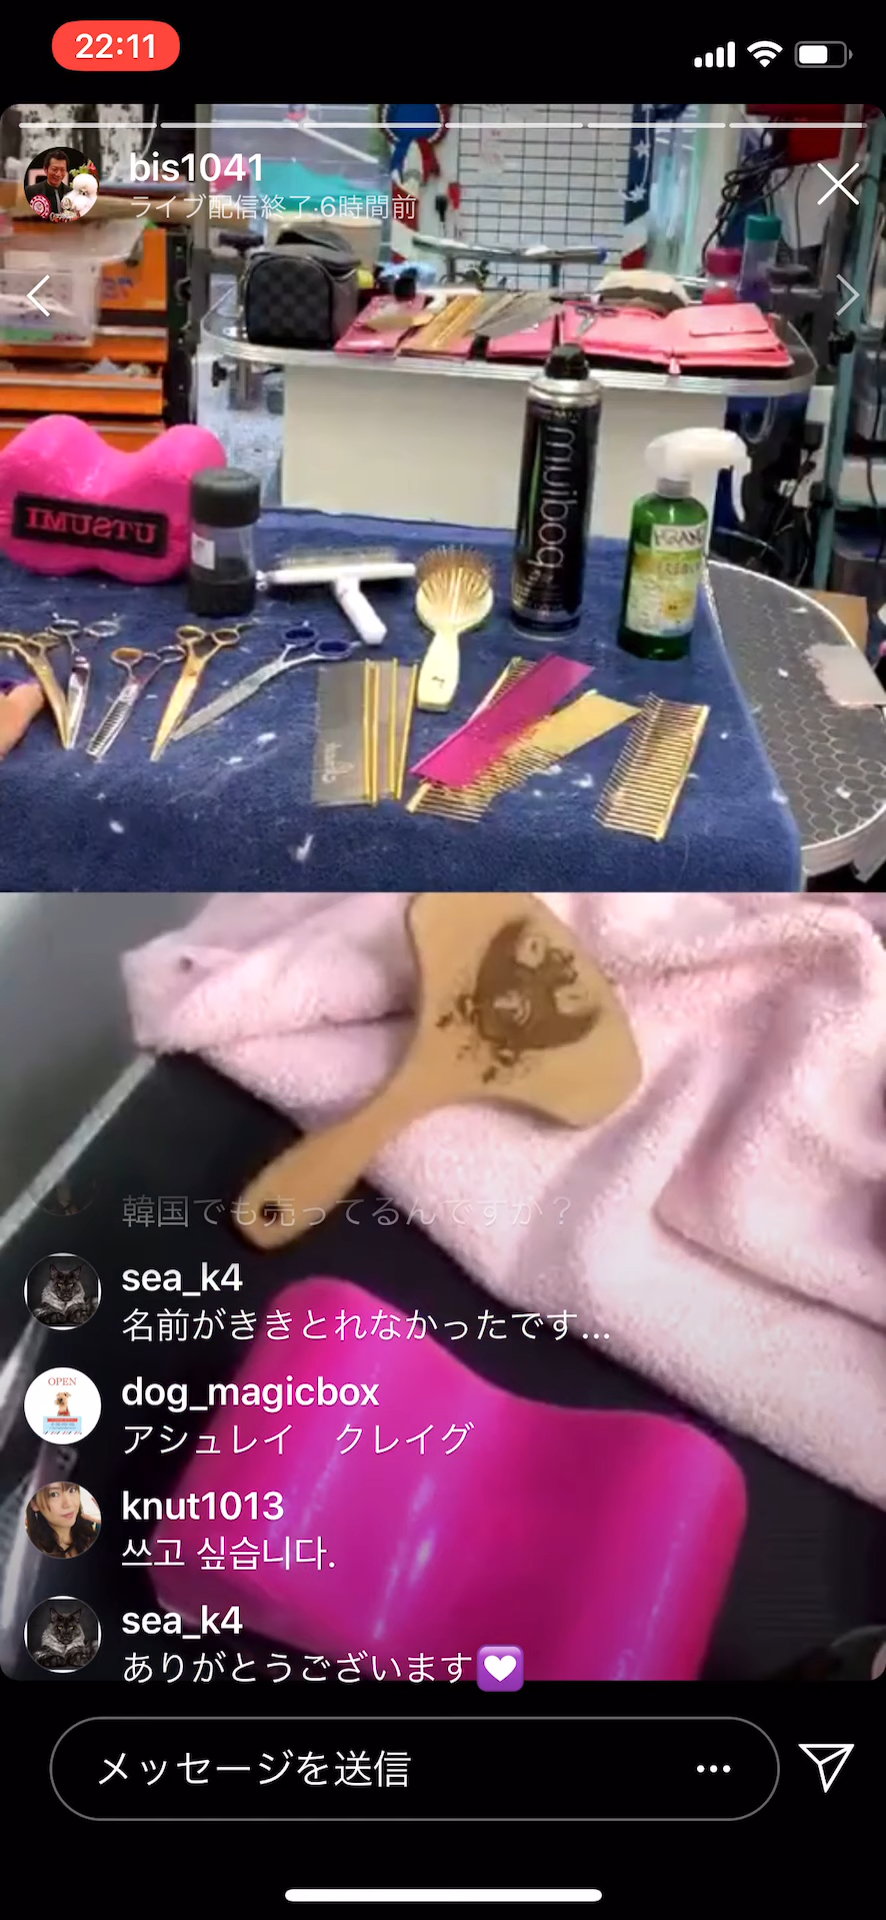 22:11
bis1041
ライブ配信終了·6時間前
UTSUMI
韓国でも売ってるんですか？
sea_k4
名前がききとれなかったです...
dog_magicbox
アシュレイ　クレイグ
knut1013
쓰고 싶습니다.
sea_k4
ありがとうございます💜
メッセージを送信
OPEN